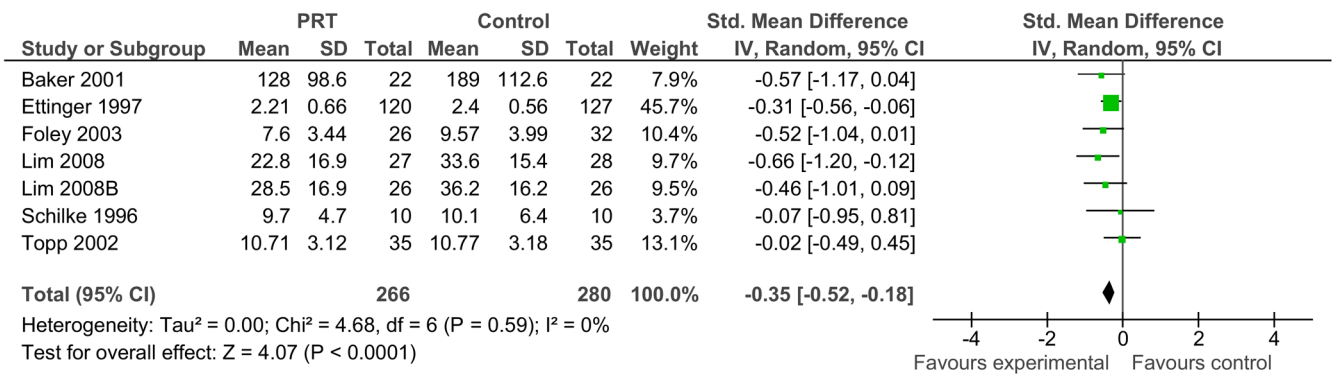 PRT Control Std. Mean Difference Std. Mean Difference
Study or Subgroup Mean SD Total Mean SD Total Weight IV, Random, 95% CI IV, Random, 95% CI
Baker 2001 128 98.6 22 189 112.6 22 7.9% -0.57 [-1.17, 0.04]
Ettinger 1997 2.21 0.66 120 2.4 0.56 127 45.7% -0.31 [-0.56, -0.06]
Foley 2003 7.6 3.44 26 9.57 3.99 32 10.4% -0.52 [-1.04, 0.01]
Lim 2008 22.8 16.9 27 33.6 15.4 28 9.7% -0.66 [-1.20, -0.12]
Lim 2008B 28.5 16.9 26 36.2 16.2 26 9.5% -0.46 [-1.01, 0.09]
Schilke 1996 9.7 4.7 10 10.1 6.4 10 3.7% -0.07 [-0.95, 0.81]
Topp 2002 10.71 3.12 35 10.77 3.18 35 13.1% -0.02 [-0.49, 0.45]
Total (95% CI) 266 280 100.0% -0.35 [-0.52, -0.18]
Heterogeneity: Tau² = 0.00; Chi² = 4.68, df = 6 (P = 0.59); I² = 0%
Test for overall effect: Z = 4.07 (P < 0.0001)
-4 -2 0 2 4
Favours experimental Favours control